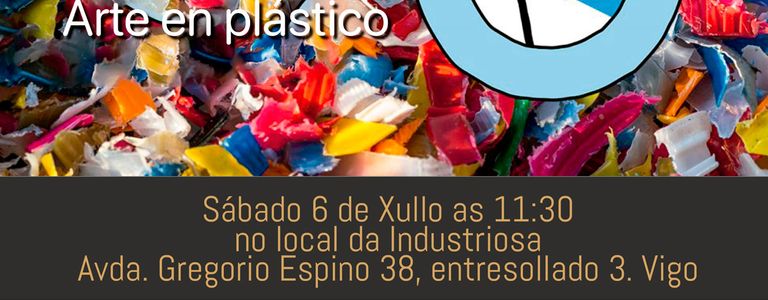 Arte en plástico
Sábado 6 de Xullo as 11:30
no local da Industriosa
Avda. Gregorio Espino 38, entresollado 3. Vigo